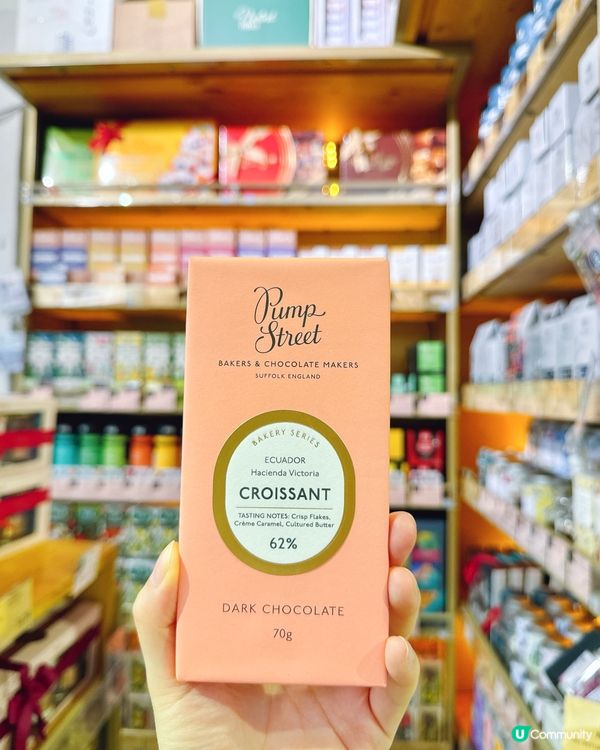 Pump
Street
BAKERS & CHOCOLATE MAKERS
SUFFOLK ENGLAND
BAKERY SERIES
ECUADOR
Hacienda Victoria
CROISSANT
TASTING NOTES: Crisp Flakes,
Crème Caramel, Cultured Butter
62%
DARK CHOCOLATE
70g
U Community